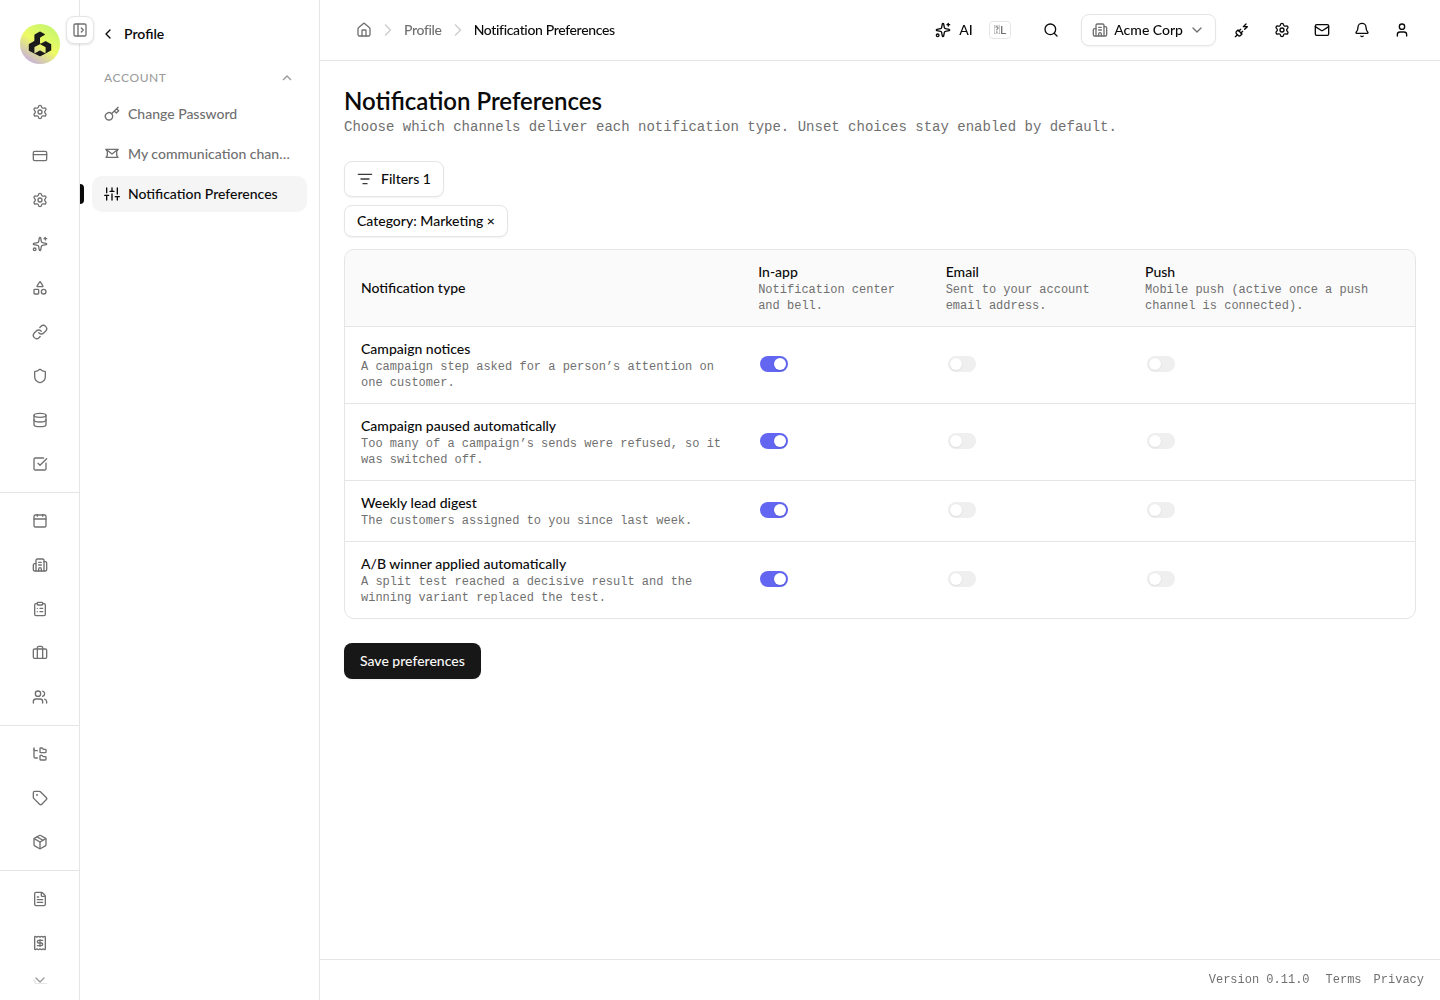 Profile
ACCOUNT
Change Password
My communication chan...
Notification Preferences
Profile
Notification Preferences
AI
Acme Corp
Notification Preferences
Choose which channels deliver each notification type. Unset choices stay enabled by default.
Filters 1
Category: Marketing ×
Notification type
In-app
Notification center
and bell.
Email
Sent to your account
email address.
Push
Mobile push (active once a push
channel is connected).
Campaign notices
A campaign step asked for a person’s attention on
one customer.
Campaign paused automatically
Too many of a campaign’s sends were refused, so it
was switched off.
Weekly lead digest
The customers assigned to you since last week.
A/B winner applied automatically
A split test reached a decisive result and the
winning variant replaced the test.
Save preferences
Version 0.11.0
Terms
Privacy